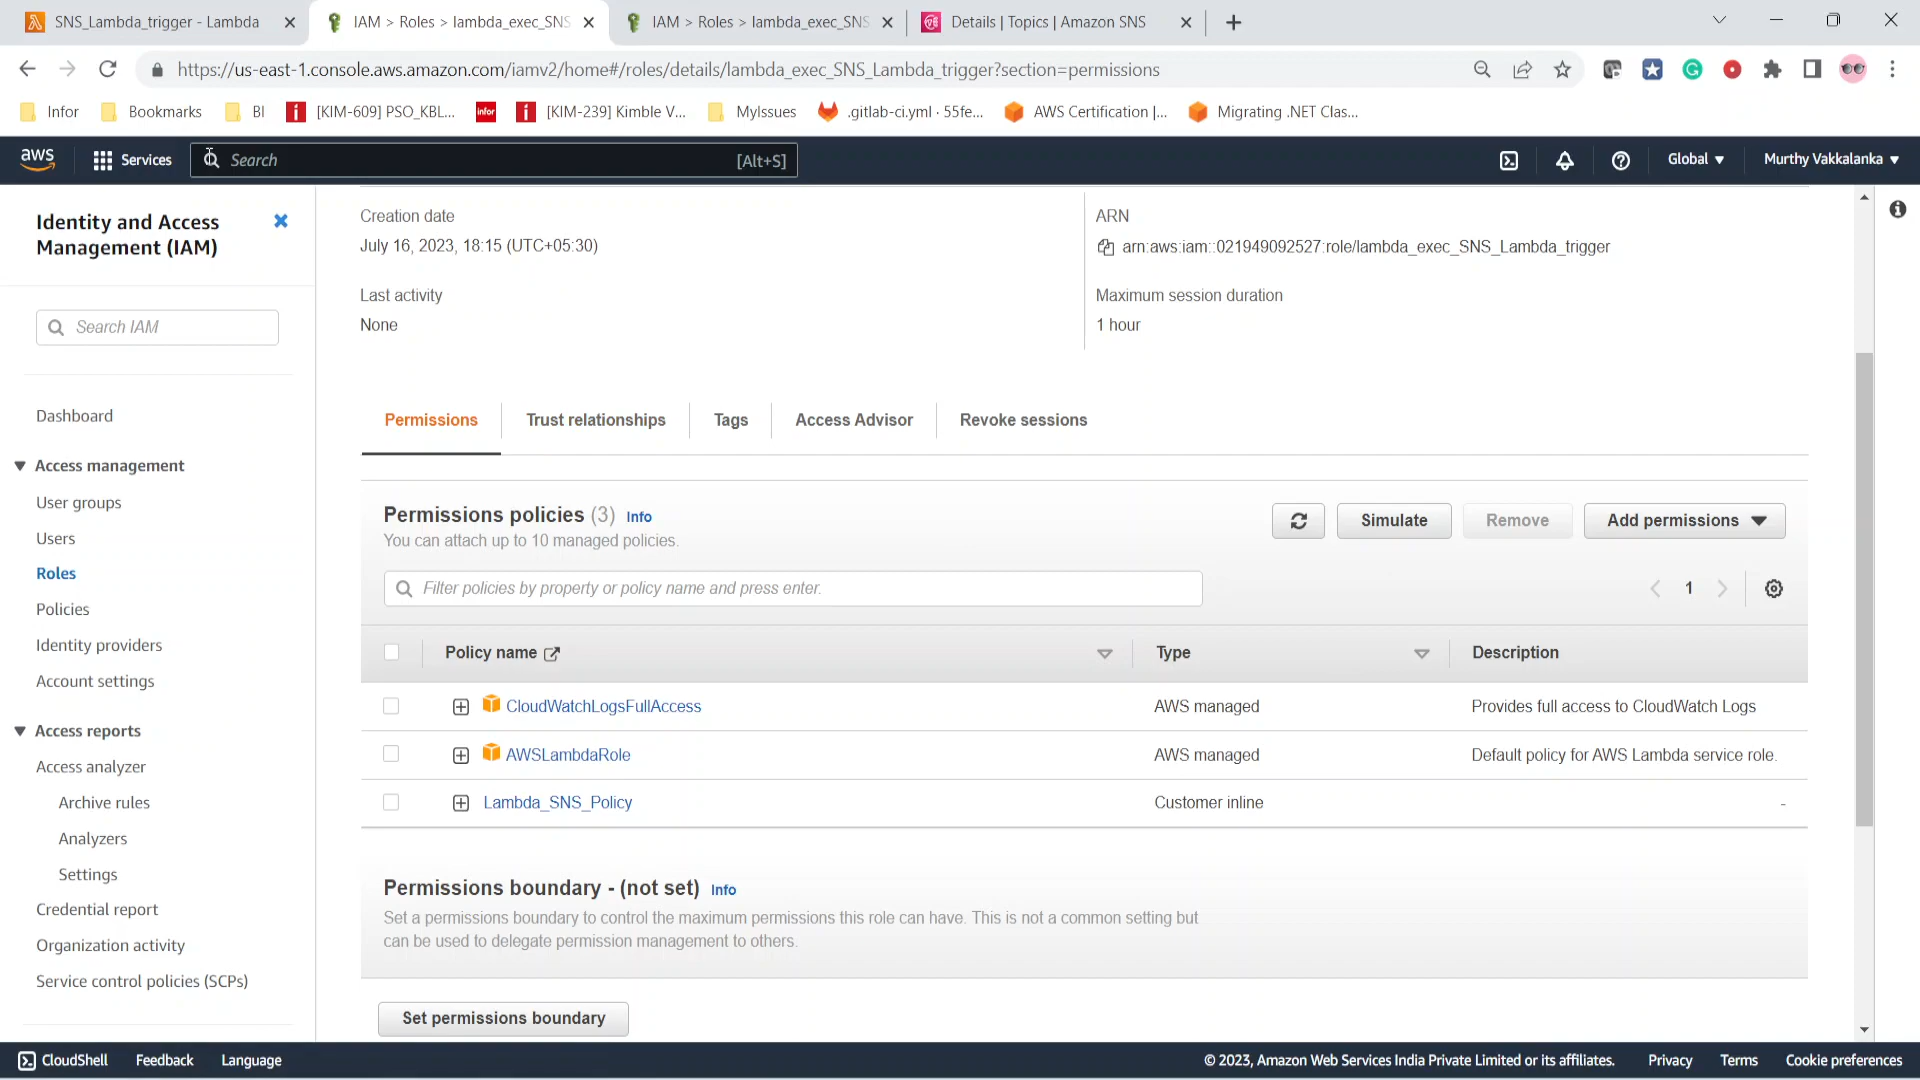 SNS_Lambda_trigger - Lambda
IAM > Roles > lambda_exec_SNS
IAM > Roles > lambda_exec_SNS
Details | Topics | Amazon SNS
https://us-east-1.console.aws.amazon.com/iamv2/home#/roles/details/lambda_exec_SNS_Lambda_trigger?section=permissions
Infor
Bookmarks
BI
[KIM-609] PSO_KBL...
infor
[KIM-239] Kimble V...
MyIssues
.gitlab-ci.yml · 55fe...
AWS Certification |...
Migrating .NET Clas...
aws
Services
Search
[Alt+S]
Global
Murthy Vakkalanka
Identity and Access
Management (IAM)
Search IAM
Dashboard
Access management
User groups
Users
Roles
Policies
Identity providers
Account settings
Access reports
Access analyzer
Archive rules
Analyzers
Settings
Credential report
Organization activity
Service control policies (SCPs)
Creation date
July 16, 2023, 18:15 (UTC+05:30)
ARN
arn:aws:iam::021949092527:role/lambda_exec_SNS_Lambda_trigger
Last activity
None
Maximum session duration
1 hour
Permissions
Trust relationships
Tags
Access Advisor
Revoke sessions
Permissions policies (3) Info
You can attach up to 10 managed policies.
Simulate
Remove
Add permissions
Filter policies by property or policy name and press enter.
1
Policy name
Type
Description
CloudWatchLogsFullAccess
AWS managed
Provides full access to CloudWatch Logs
AWSLambdaRole
AWS managed
Default policy for AWS Lambda service role.
Lambda_SNS_Policy
Customer inline
-
Permissions boundary - (not set) Info
Set a permissions boundary to control the maximum permissions this role can have. This is not a common setting but
can be used to delegate permission management to others.
Set permissions boundary
CloudShell
Feedback
Language
© 2023, Amazon Web Services India Private Limited or its affiliates.
Privacy
Terms
Cookie preferences